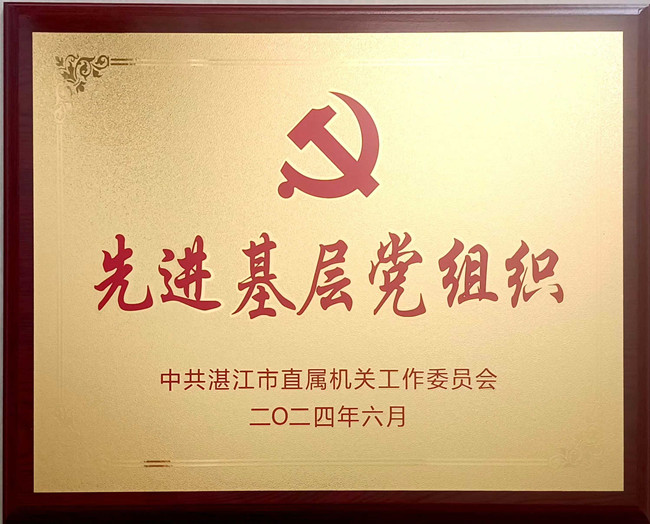 先进基层党组织
中共湛江市直属机关工作委员会
二〇二四年六月